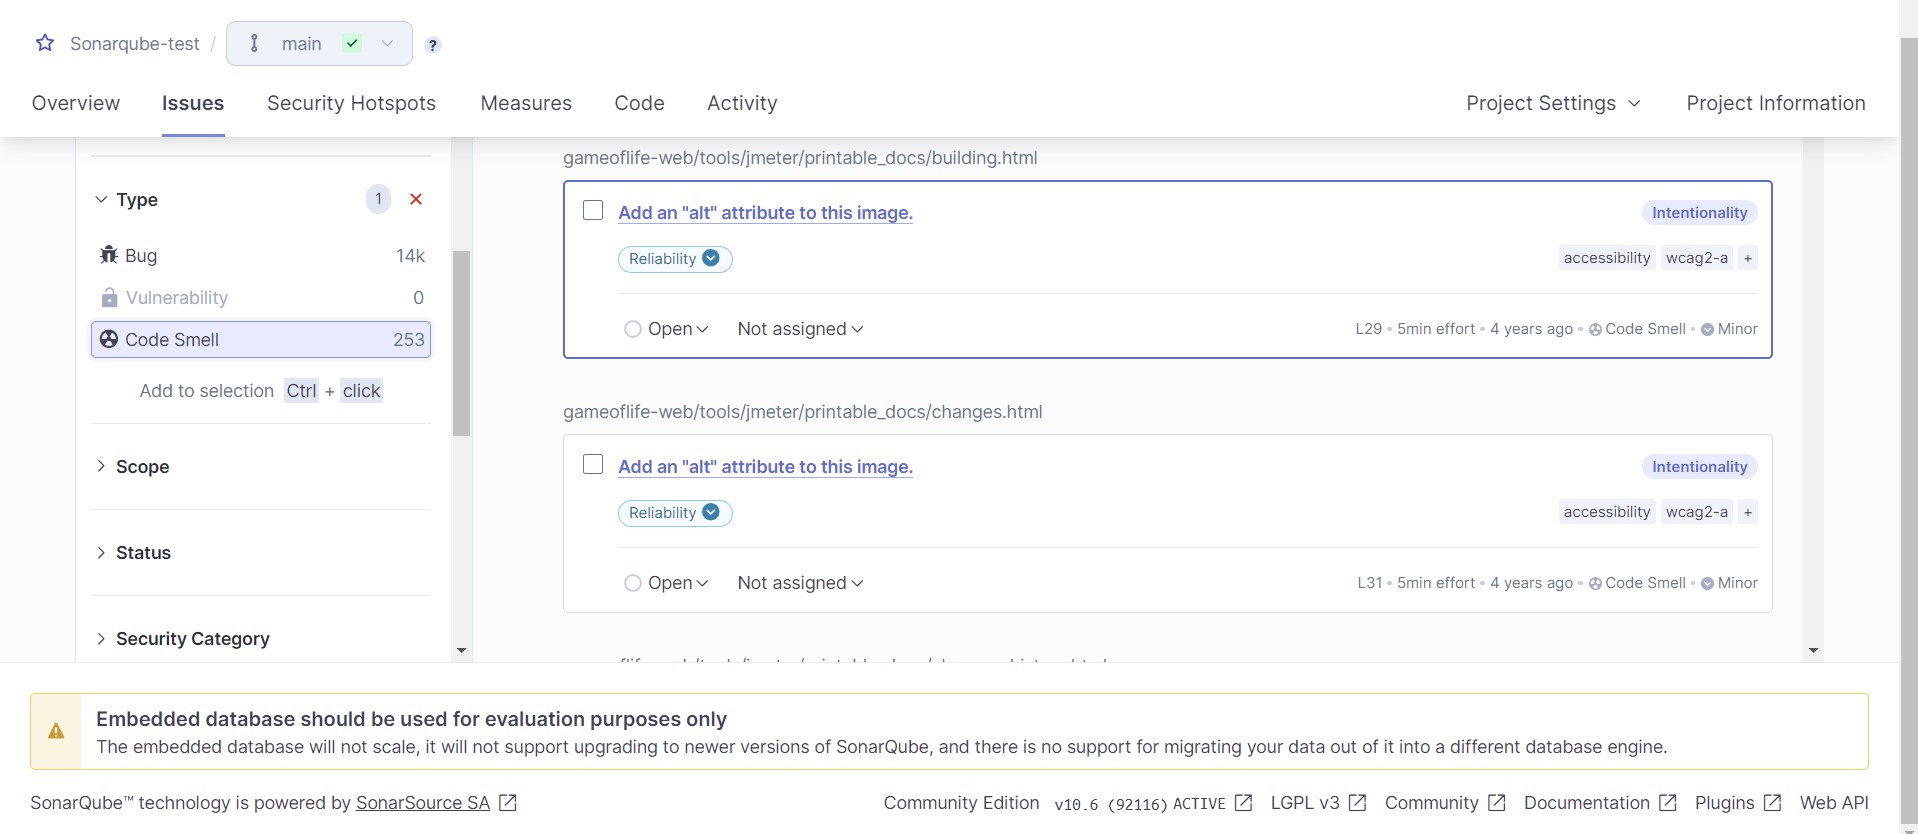 Sonarqube-test / main ?
Overview Issues Security Hotspots Measures Code Activity Project Settings Project Information
Type 1
Bug 14k
Vulnerability 0
Code Smell 253
Add to selection Ctrl + click
Scope
Status
Security Category
gameoflife-web/tools/jmeter/printable_docs/building.html
Add an "alt" attribute to this image. Intentionality
Reliability accessibility wcag2-a +
Open Not assigned L29 • 5min effort • 4 years ago • Code Smell • Minor
gameoflife-web/tools/jmeter/printable_docs/changes.html
Add an "alt" attribute to this image. Intentionality
Reliability accessibility wcag2-a +
Open Not assigned L31 • 5min effort • 4 years ago • Code Smell • Minor
Embedded database should be used for evaluation purposes only
The embedded database will not scale, it will not support upgrading to newer versions of SonarQube, and there is no support for migrating your data out of it into a different database engine.
SonarQube™ technology is powered by SonarSource SA Community Edition v10.6 (92116) ACTIVE LGPL v3 Community Documentation Plugins Web API